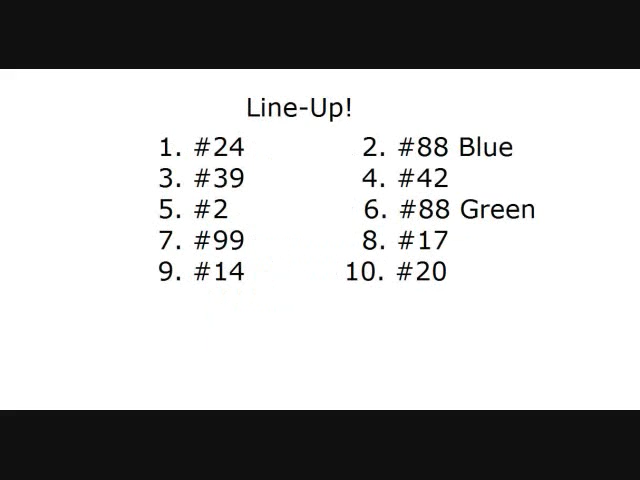 Line-Up!
1. #24 2. #88 Blue
3. #39 4. #42
5. #2 6. #88 Green
7. #99 8. #17
9. #14 10. #20